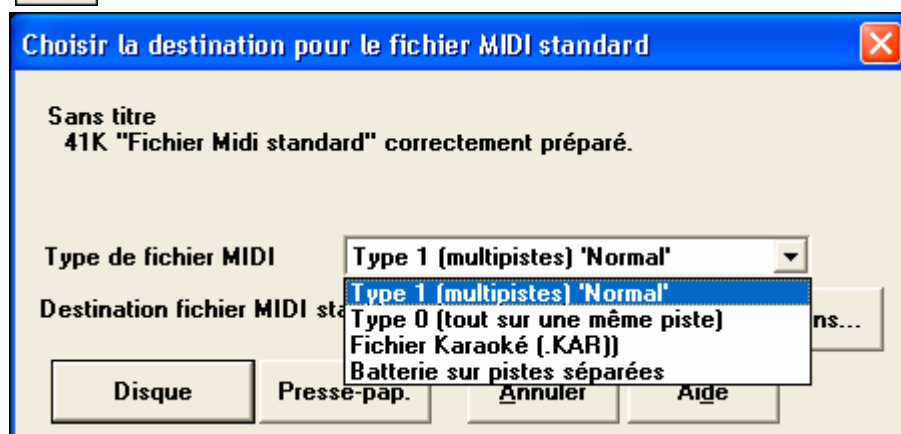 Choisir la destination pour le fichier MIDI standard
Sans titre
41K "Fichier Midi standard" correctement préparé.
Type de fichier MIDI Type 1 (multipistes) 'Normal'
Type 1 (multipistes) 'Normal'
Destination fichier MIDI sta ns...
Type 0 (tout sur une même piste)
Fichier Karaoké (.KAR))
Batterie sur pistes séparées
Disque Presse-pap. Annuler Aide